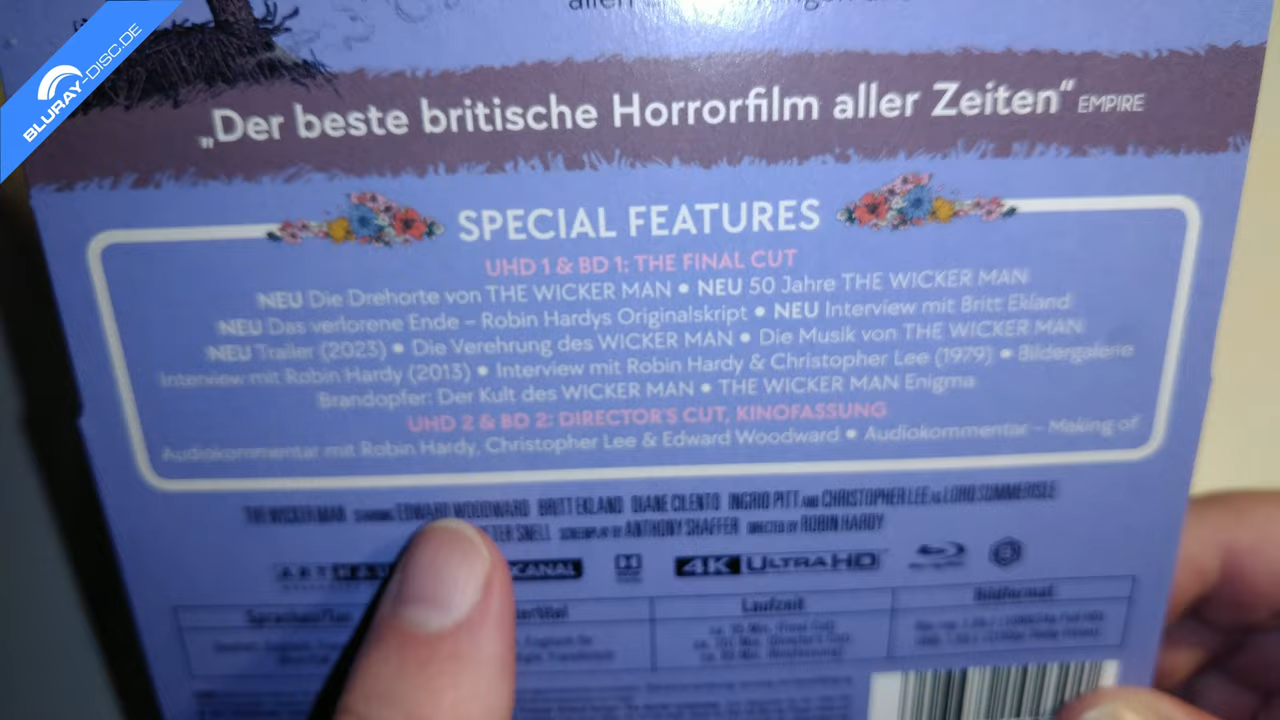 BLURAY-DISC.DE
„Der beste britische Horrorfilm aller Zeiten“ EMPIRE
SPECIAL FEATURES
UHD 1 & BD 1: THE FINAL CUT
NEU Die Drehorte von THE WICKER MAN • NEU 50 Jahre THE WICKER MAN
NEU Das verlorene Ende – Robin Hardys Originalskript • NEU Interview mit Britt Ekland
NEU Trailer (2023) • Die Verehrung des WICKER MAN • Die Musik von THE WICKER MAN
Interview mit Robin Hardy (2013) • Interview mit Robin Hardy & Christopher Lee (1979) • Bildergalerie
Brandopfer: Der Kult des WICKER MAN • THE WICKER MAN Enigma
UHD 2 & BD 2: DIRECTOR'S CUT, KINOFASSUNG
Audiokommentar mit Robin Hardy, Christopher Lee & Edward Woodward • Audiokommentar – Making of
THE WICKER MAN STARRING EDWARD WOODWARD BRITT EKLAND DIANE CILENTO INGRID PITT AND CHRISTOPHER LEE AS LORD SUMMERISLE
SNELL SCREENPLAY BY ANTHONY SHAFFER DIRECTED BY ROBIN HARDY
CANAL 4K ULTRA HD
Laufzeit Bildformat